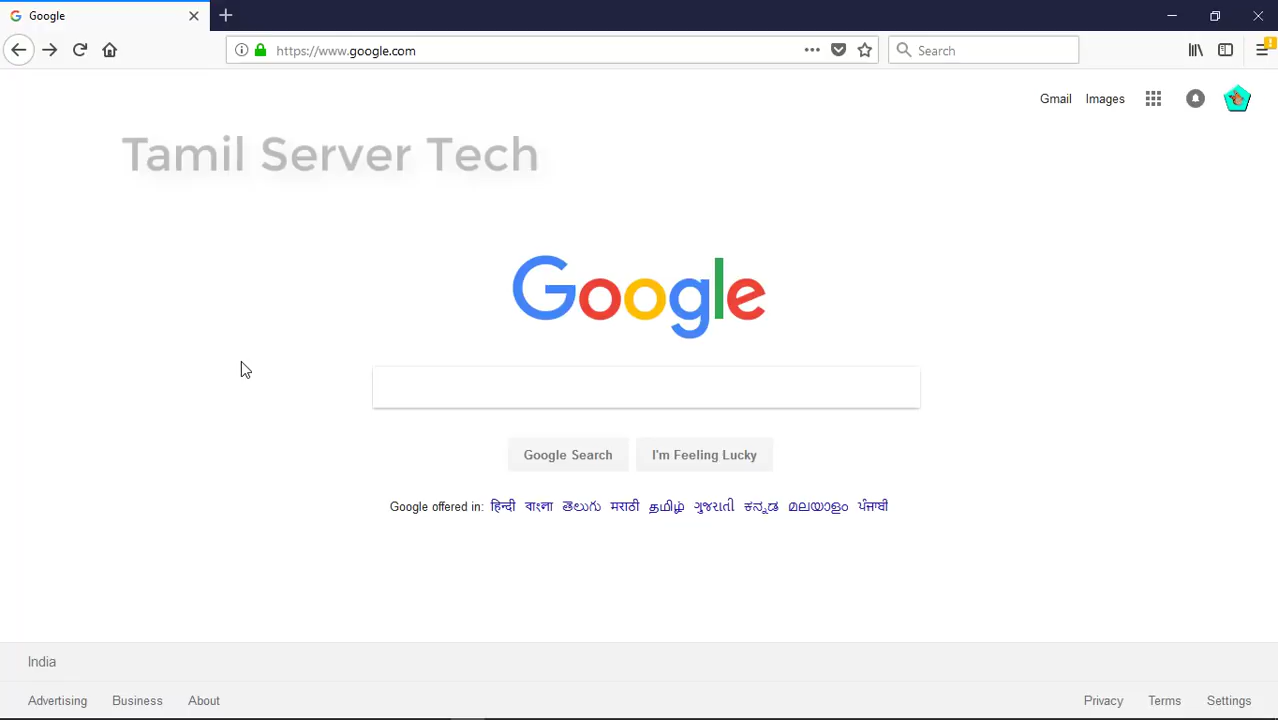 Google
https://www.google.com
Search
Gmail Images
Tamil Server Tech
Google
Google Search I'm Feeling Lucky
Google offered in: हिन्दी বাংলা తెలుగు मराठी தமிழ் ગુજરાતી ಕನ್ನಡ മലയാളം ਪੰਜਾਬੀ
India
Advertising Business About Privacy Terms Settings